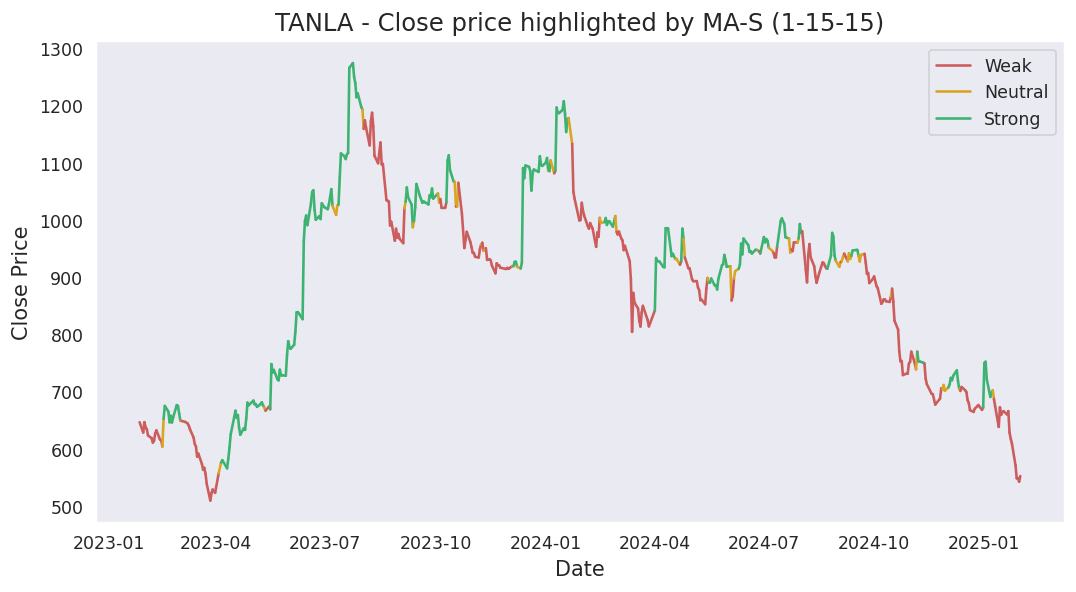 TANLA - Close price highlighted by MA-S (1-15-15)
Weak
Neutral
Strong
Close Price
1300
1200
1100
1000
900
800
700
600
500
2023-01 2023-04 2023-07 2023-10 2024-01 2024-04 2024-07 2024-10 2025-01
Date